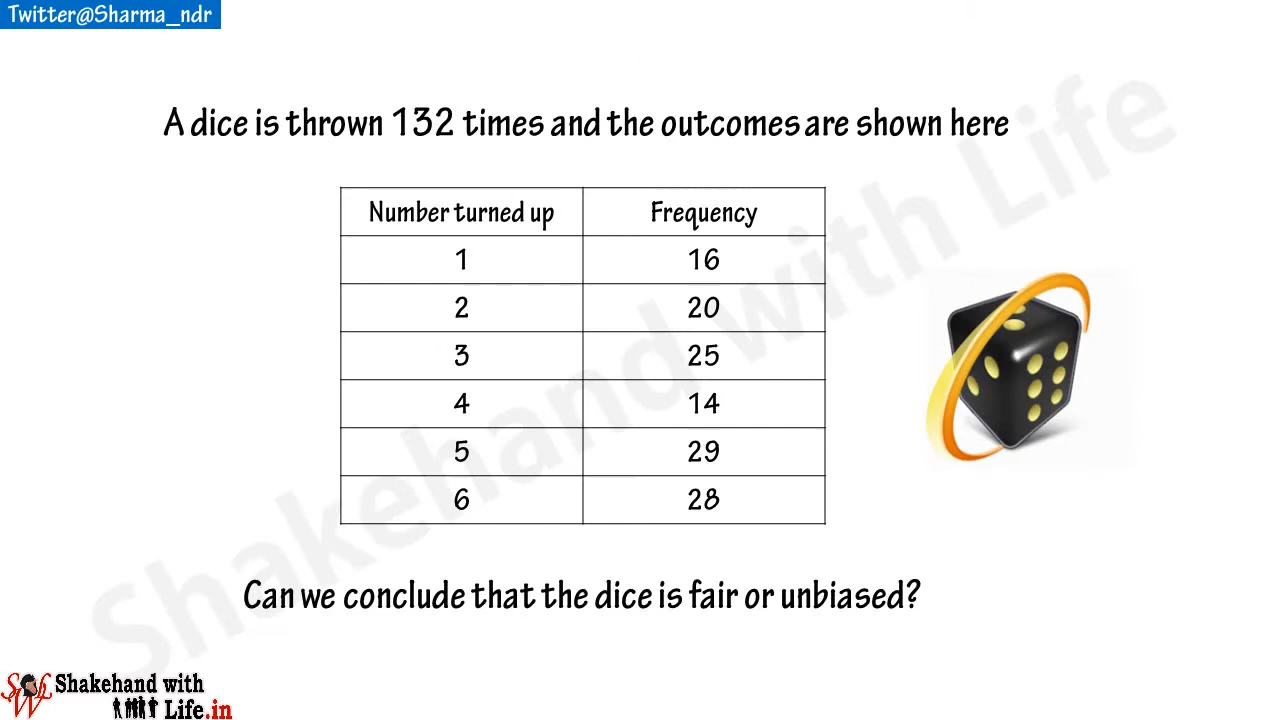 Twitter@Sharma_ndr
A dice is thrown 132 times and the outcomes are shown here
Number turned up Frequency
1 16
2 20
3 25
4 14
5 29
6 28
Can we conclude that the dice is fair or unbiased?
Shakehand with Life
SWL Shakehand with
Life.in